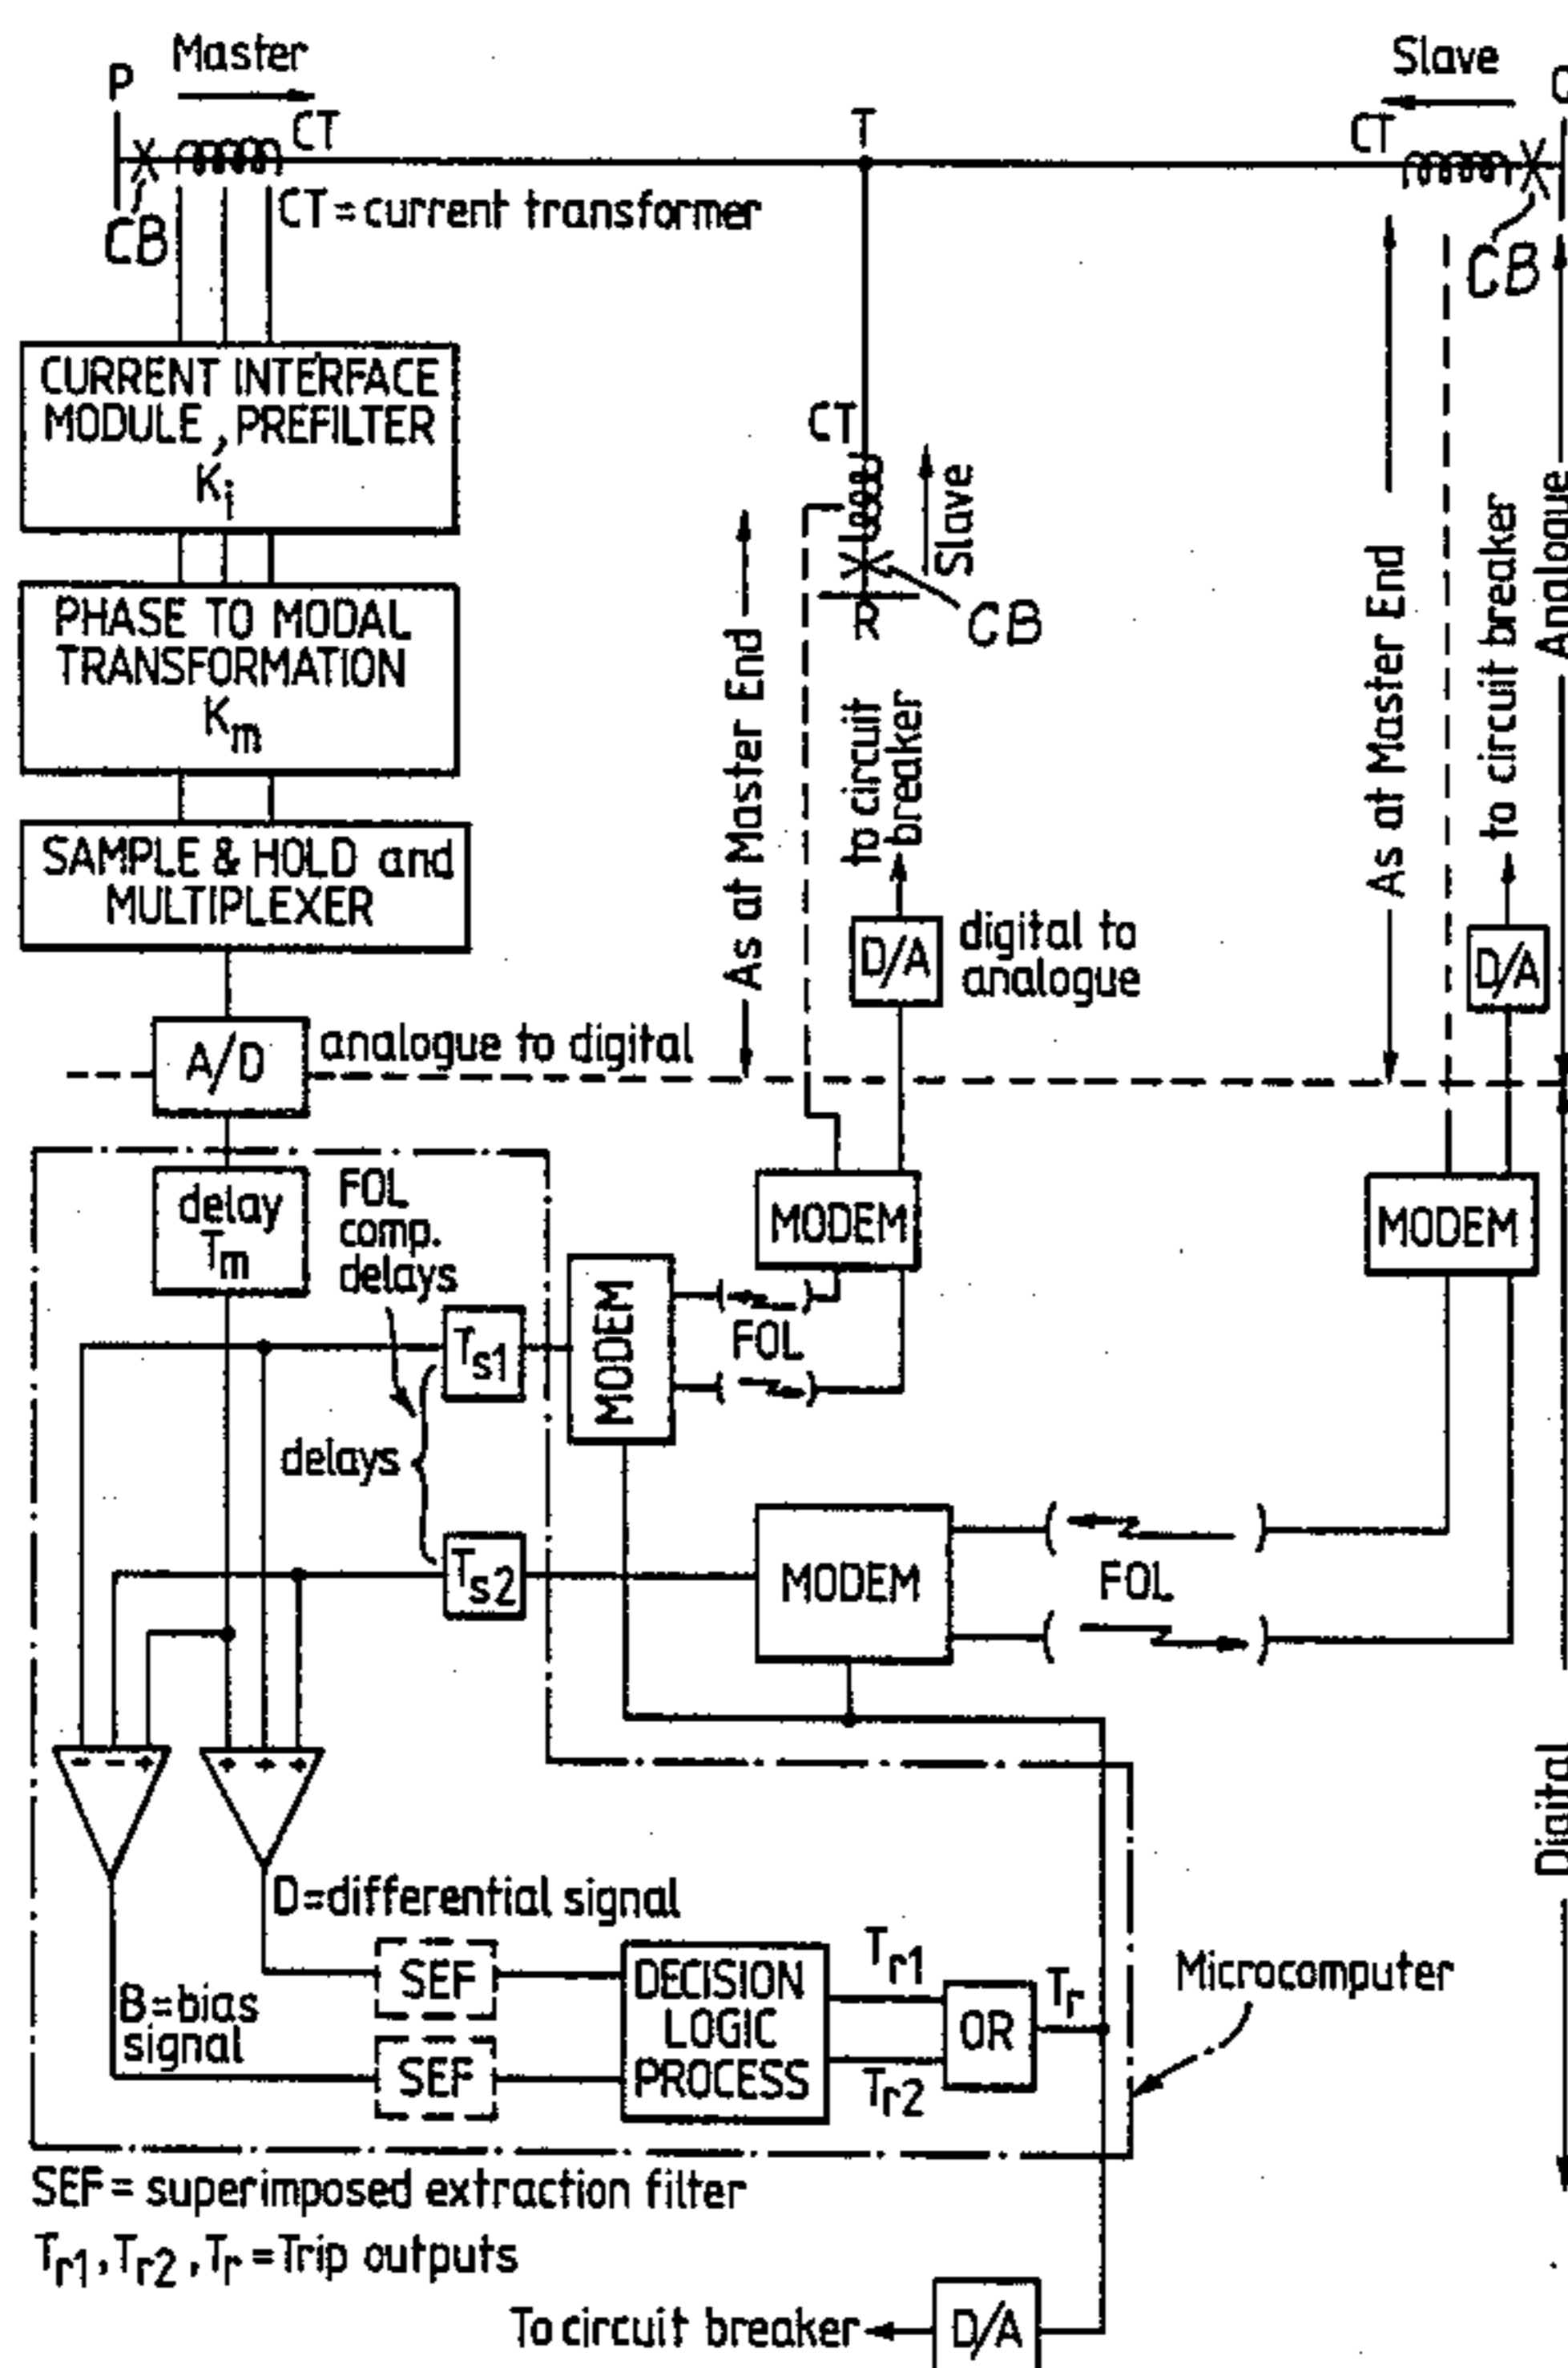 Master
P
CT
CB
CT = current transformer
T
Slave
CT
CB
CURRENT INTERFACE
MODULE, PREFILTER
Ki
PHASE TO MODAL
TRANSFORMATION
Km
SAMPLE & HOLD and
MULTIPLEXER
A/D
analogue to digital
CT
Slave
R
CB
As at Master End
to circuit
breaker
D/A
digital to
analogue
As at Master End
to circuit breaker
D/A
Analogue
delay
Tm
FOL
comp.
delays
Ts1
delays
Ts2
MODEM
MODEM
FOL
MODEM
MODEM
FOL
- - +
+ + +
D=differential signal
B=bias
signal
SEF
SEF
DECISION
LOGIC
PROCESS
Tr1
Tr2
OR
Tr
Microcomputer
Digital
SEF = superimposed extraction filter
Tr1, Tr2, Tr = Trip outputs
To circuit breaker
D/A